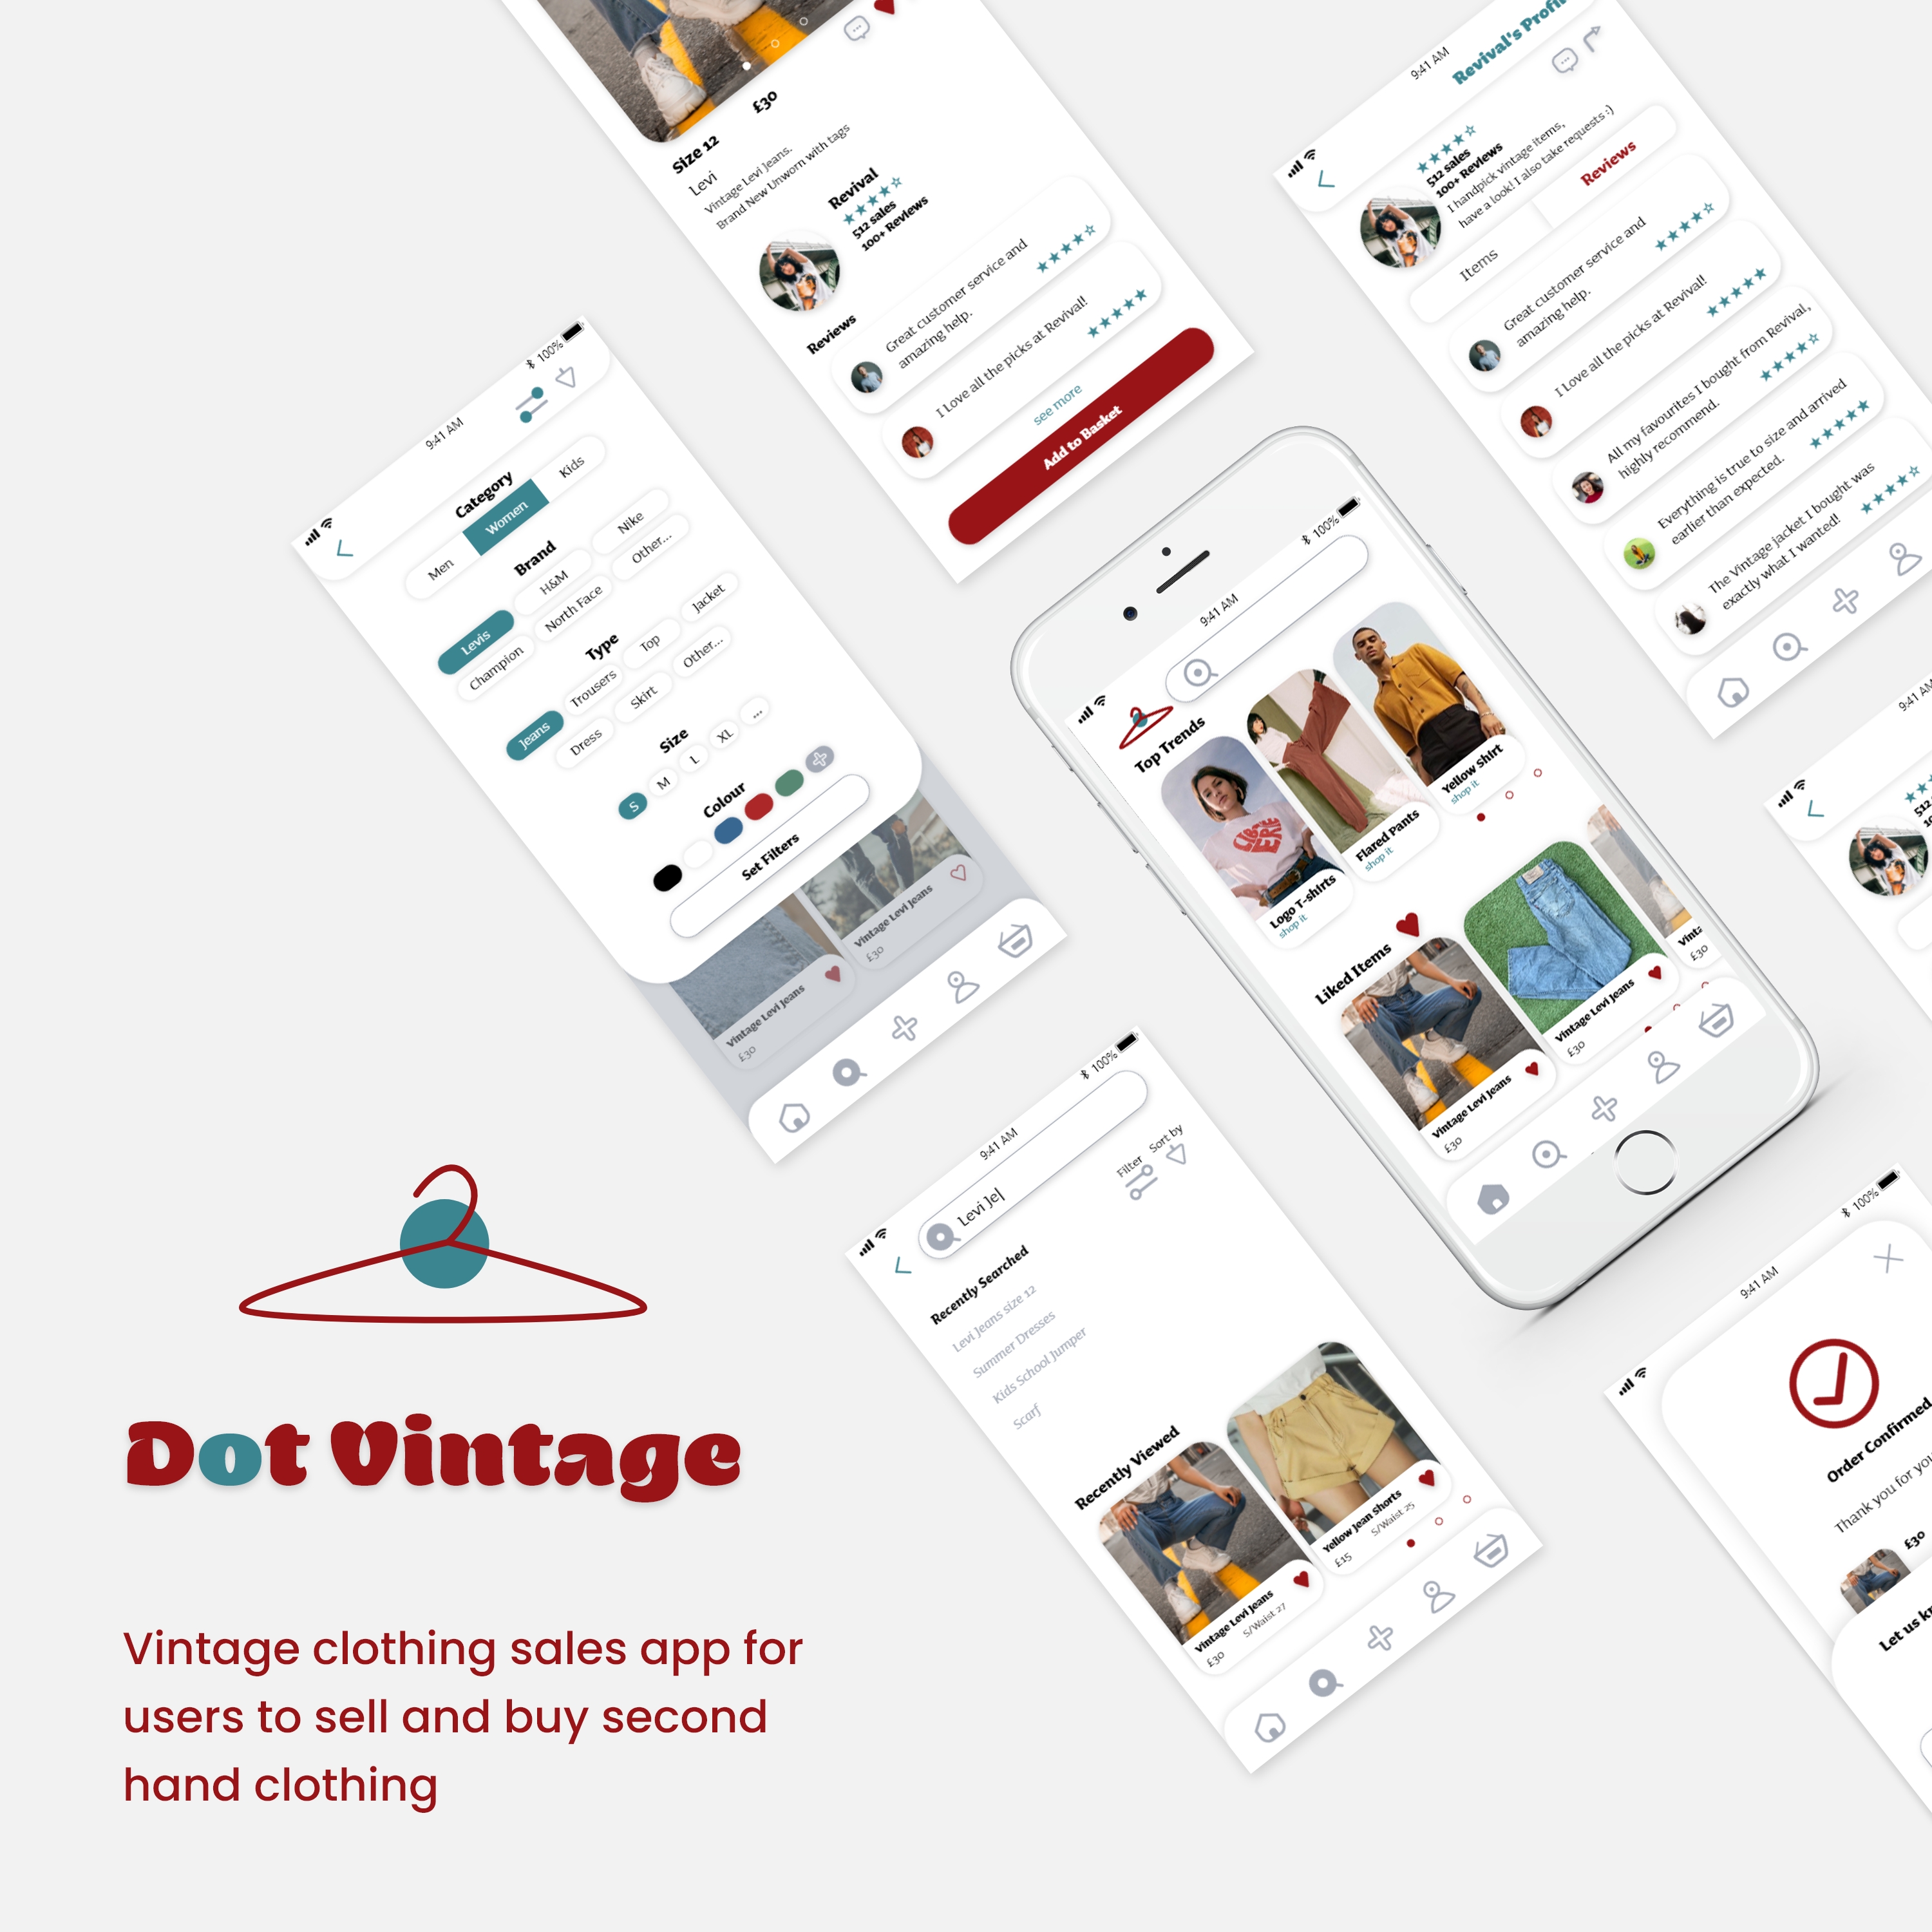 Size 12
£30
Levi
Vintage Levi Jeans.
Brand New Unworn with tags
Revival
512 sales
100+ Reviews
Reviews
Great customer service and
amazing help.
I Love all the picks at Revival!
see more
Add to Basket
9:41 AM
Revival's Profi
512 sales
100+ Reviews
I handpick vintage items,
have a look! I also take requests :)
Items
Reviews
Great customer service and
amazing help.
I Love all the picks at Revival!
All my favourites I bought from Revival,
highly recommend.
Everything is true to size and arrived
earlier than expected.
The Vintage jacket I bought was
exactly what I wanted!
9:41 AM
100%
Category
Men
Women
Kids
Brand
Levis
H&M
Nike
Champion
North Face
Other...
Type
Jeans
Trousers
Top
Jacket
Dress
Skirt
Other...
Size
S
M
L
XL
...
Colour
Set Filters
Vintage Levi Jeans
£30
Vintage Levi Jeans
£30
9:41 AM
100%
Top Trends
LIBERTE
Logo T-shirts
shop it
Flared Pants
shop it
Yellow Shirt
shop it
Liked Items
Vintage Levi Jeans
£30
Vintage Levi Jeans
£30
Vinta
£30
9:41 AM
512
9:41 AM
100%
Levi Je|
Filter
Sort by
Recently Searched
Levi Jeans size 12
Summer Dresses
Kids School Jumper
Scarf
Recently Viewed
Vintage Levi Jeans
S/Waist 27
£30
Yellow Jean Shorts
S/Waist 25
£15
9:41 AM
100%
Order Confirmed
Thank you for you
£30
Let us kn
Dot Vintage
Vintage clothing sales app for
users to sell and buy second
hand clothing